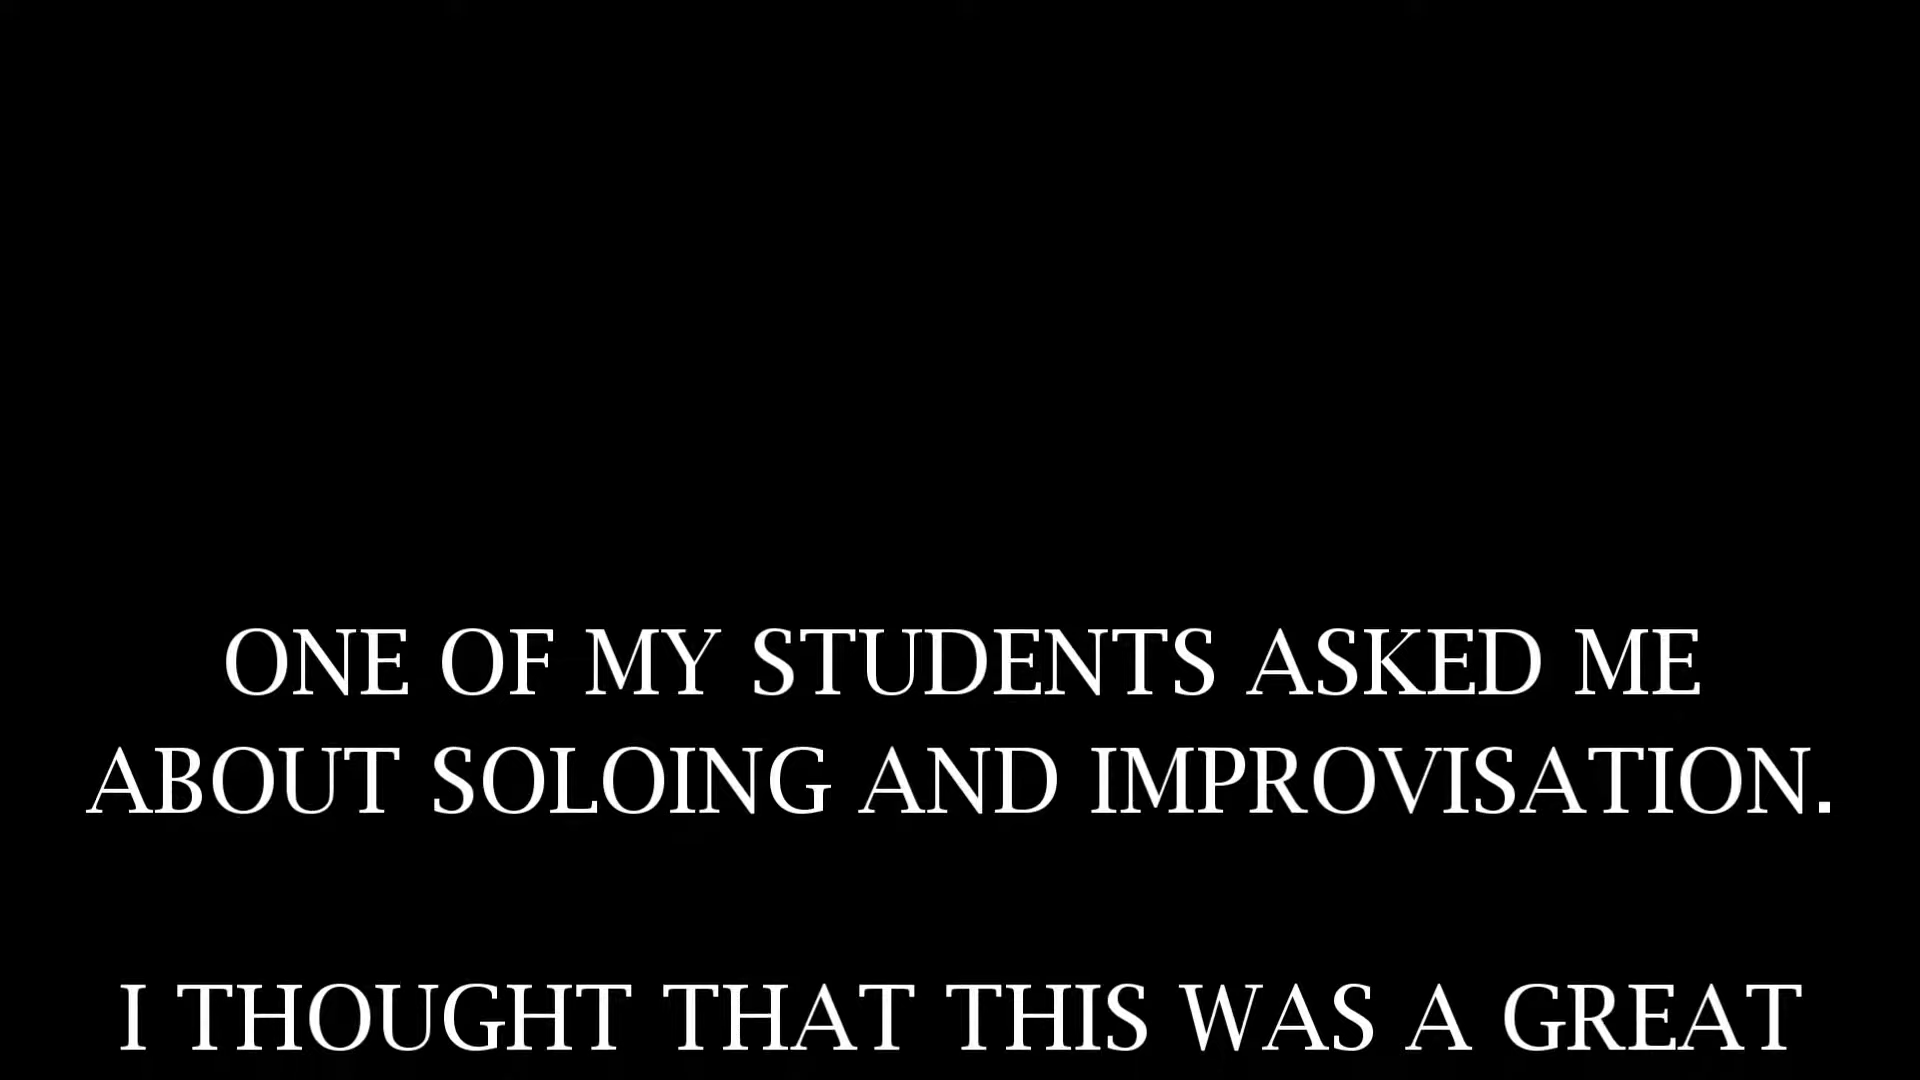 ONE OF MY STUDENTS ASKED ME
ABOUT SOLOING AND IMPROVISATION.
I THOUGHT THAT THIS WAS A GREAT